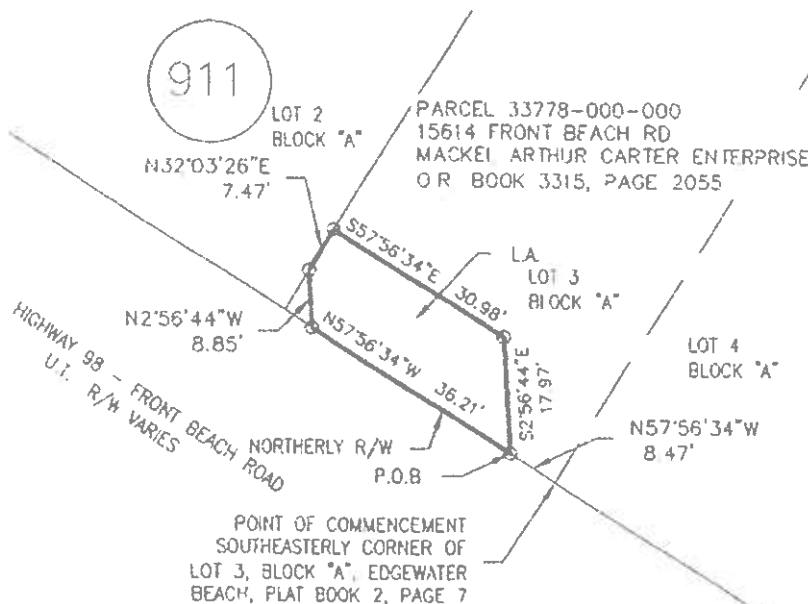 911
LOT 2
BLOCK "A"
N32°03'26"E
7.47'
PARCEL 33778-000-000
15614 FRONT BEACH RD
MACKEL ARTHUR CARTER ENTERPRISE
O R BOOK 3315, PAGE 2055
S57°56'34"E
30.98'
L.A.
LOT 3
BLOCK "A"
N2°56'44"W
8.85'
N57°56'34"W
36.21'
S2°56'44"E
17.97'
LOT 4
BLOCK "A"
HIGHWAY 98 - FRONT BEACH ROAD
U.T. R/W VARIES
NORTHERLY R/W
P.O.B
N57°56'34"W
8.47'
POINT OF COMMENCEMENT
SOUTHEASTERLY CORNER OF
LOT 3, BLOCK "A", EDGEWATER
BEACH, PLAT BOOK 2, PAGE 7